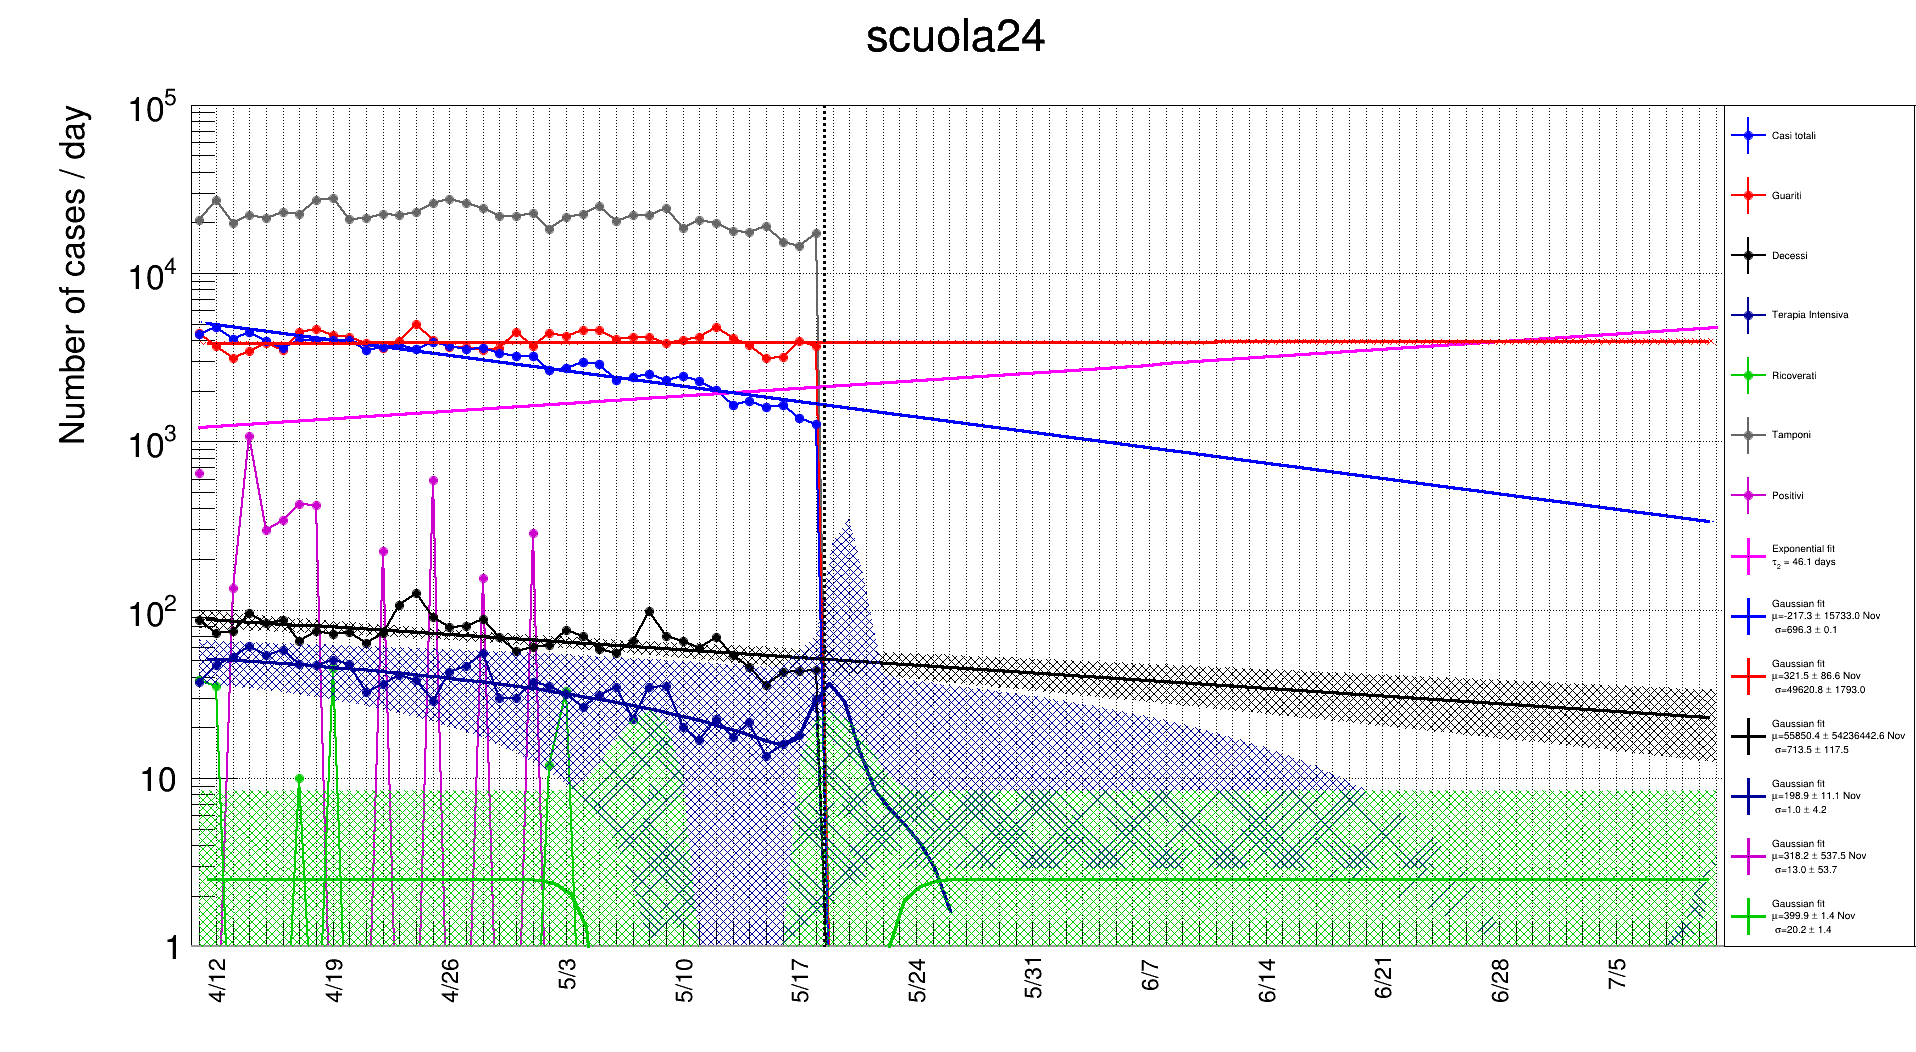 scuola24
Number of cases / day
10^5
10^4
10^3
10^2
10
1
4/12
4/19
4/26
5/3
5/10
5/17
5/24
5/31
6/7
6/14
6/21
6/28
7/5
Casi totali
Guariti
Decessi
Terapia Intensiva
Ricoverati
Tamponi
Positivi
Exponential fit
τ₂ = 46.1 days
Gaussian fit
μ=-217.3 ± 15733.0 Nov
σ=696.3 ± 0.1
Gaussian fit
μ=321.5 ± 86.6 Nov
σ=49620.8 ± 1793.0
Gaussian fit
μ=55850.4 ± 54236442.6 Nov
σ=713.5 ± 117.5
Gaussian fit
μ=198.9 ± 11.1 Nov
σ=1.0 ± 4.2
Gaussian fit
μ=318.2 ± 537.5 Nov
σ=13.0 ± 53.7
Gaussian fit
μ=399.9 ± 1.4 Nov
σ=20.2 ± 1.4